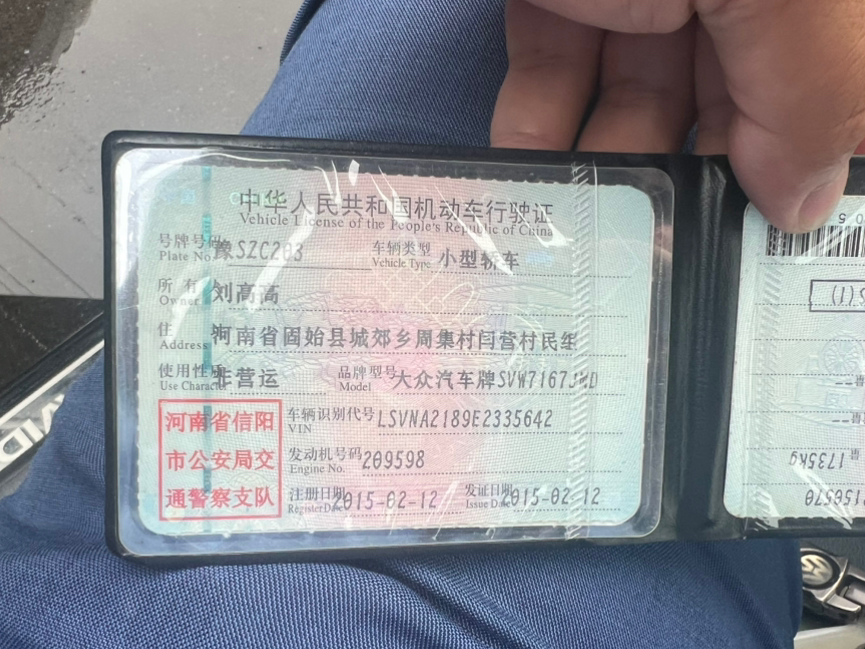 中华人民共和国机动车行驶证
Vehicle License of the People's Republic of China
号牌号码 豫SZC203 车辆类型 小型轿车
Plate No. Vehicle Type
所有人 刘高高
Owner
住址 河南省固始县城郊乡周集村闫营村民组
Address
使用性质 非营运 品牌型号 大众汽车牌SVW7167JMD
Use Character Model
河南省信阳
市公安局交
通警察支队
车辆识别代号 LSVNA2189E2335642
VIN
发动机号码 209598
Engine No.
注册日期 2015-02-12 发证日期 2015-02-12
Register Date Issue Date
1735kg